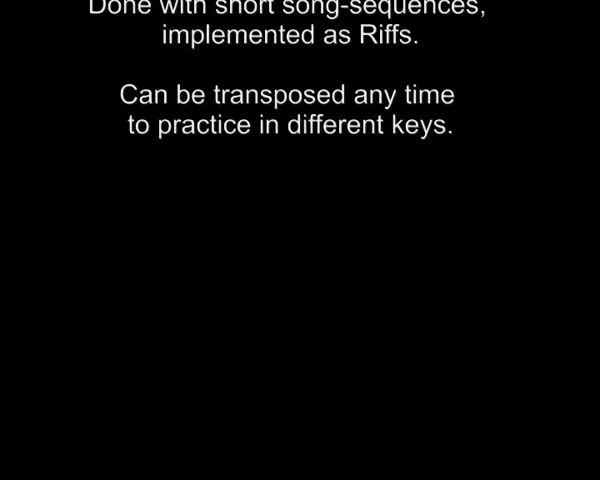 Done with short song-sequences,
implemented as Riffs.
Can be transposed any time
to practice in different keys.